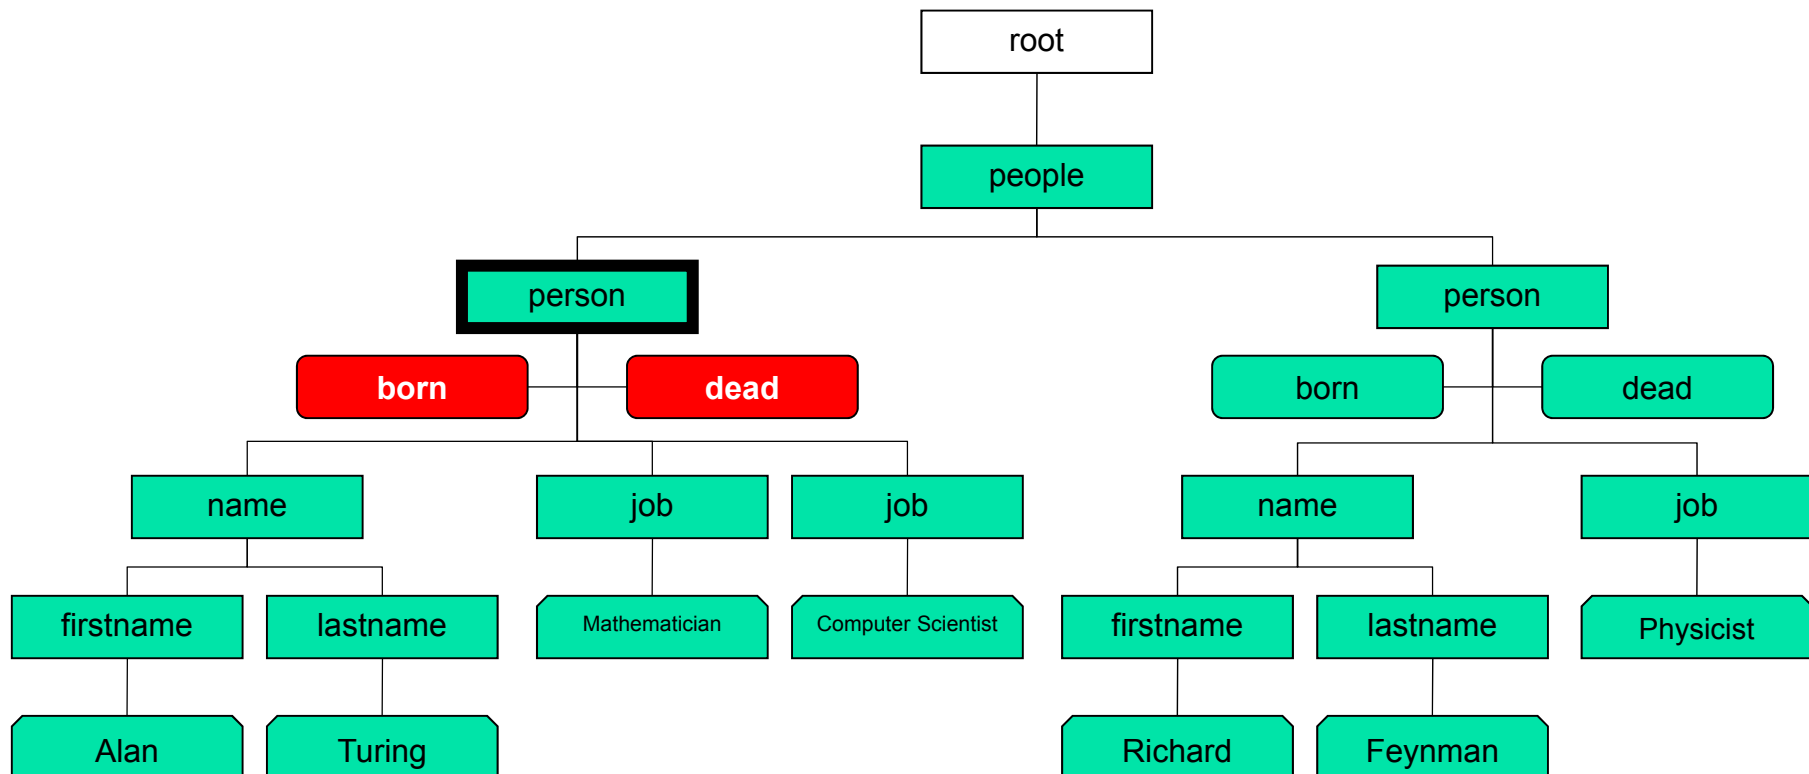 root
people
person
person
born
dead
born
dead
name
job
job
name
job
firstname
lastname
Mathematician
Computer Scientist
firstname
lastname
Physicist
Alan
Turing
Richard
Feynman